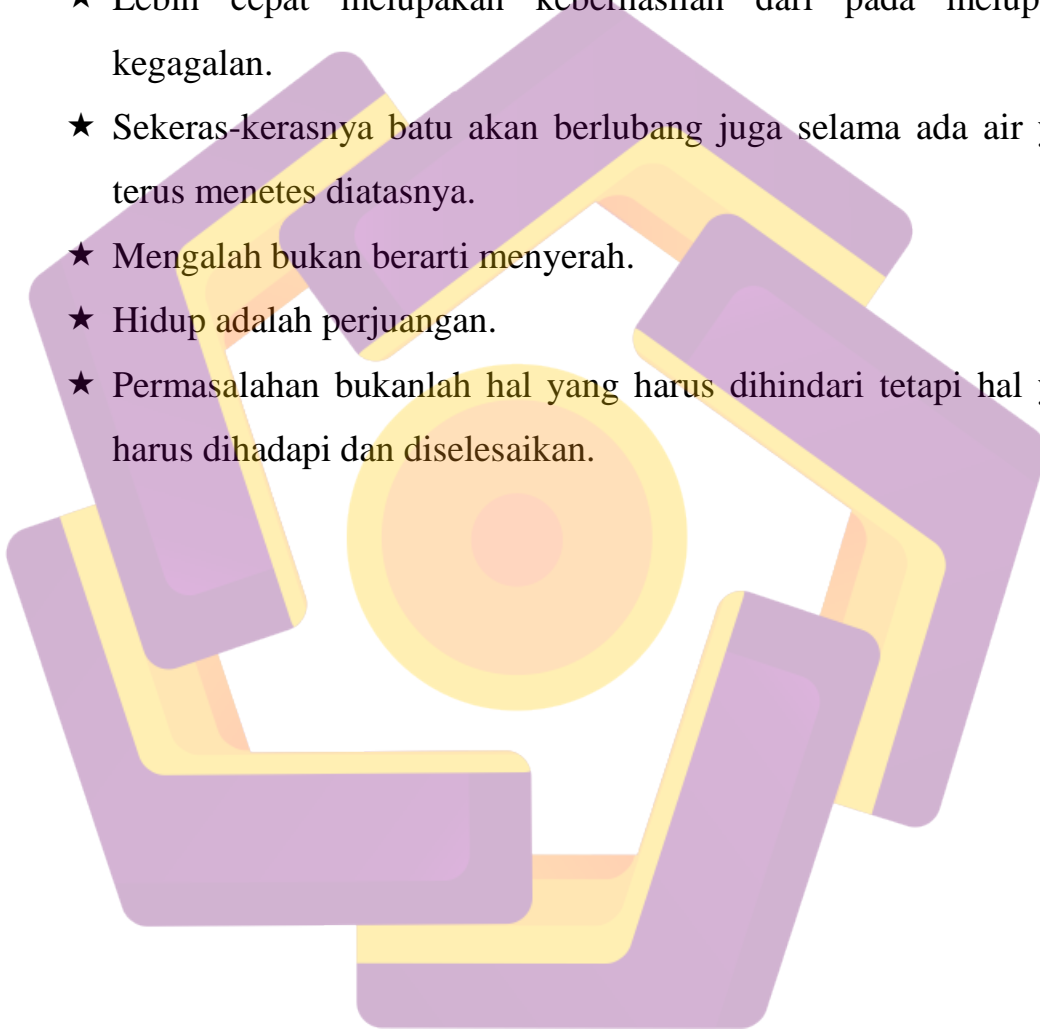 ★ Lebih cepat melupakan keberhasilan dari pada
kegagalan.
★ Sekeras-kerasnya batu akan berlubang juga selama ada air
terus menetes diatasnya.
★ Mengalah bukan berarti menyerah.
★ Hidup adalah perjuangan.
★ Permasalahan bukanlah hal yang harus dihindari tetapi hal
harus dihadapi dan diselesaikan.